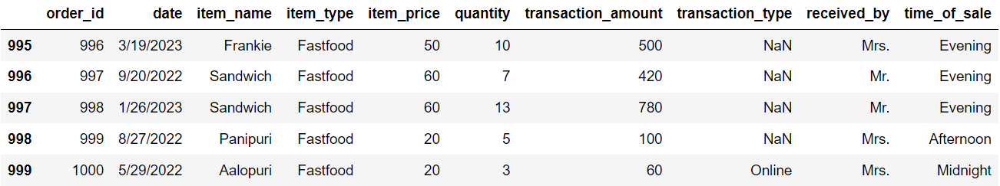 order_id date item_name item_type item_price quantity transaction_amount transaction_type received_by time_of_sale
995 996 3/19/2023 Frankie Fastfood 50 10 500 NaN Mrs. Evening
996 997 9/20/2022 Sandwich Fastfood 60 7 420 NaN Mr. Evening
997 998 1/26/2023 Sandwich Fastfood 60 13 780 NaN Mr. Evening
998 999 8/27/2022 Panipuri Fastfood 20 5 100 NaN Mrs. Afternoon
999 1000 5/29/2022 Aalopuri Fastfood 20 3 60 Online Mrs. Midnight